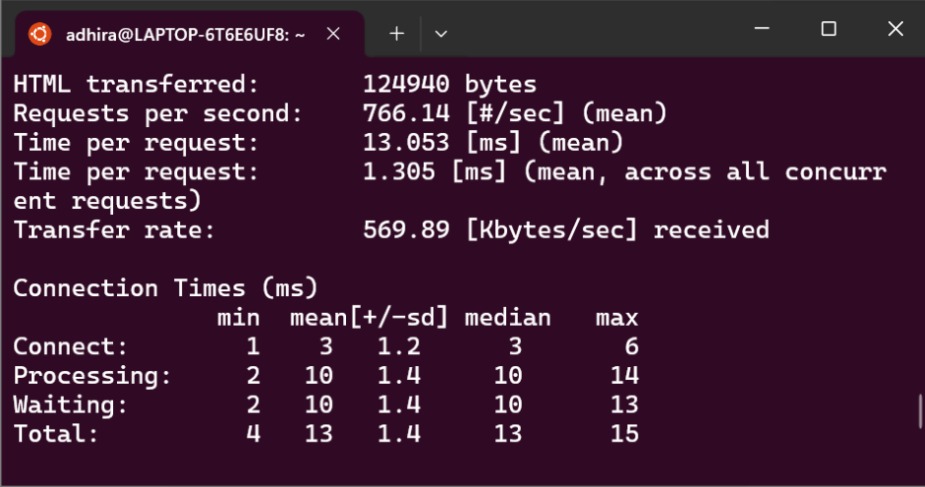 adhira@LAPTOP-6T6E6UF8: ~
HTML transferred:       124940 bytes
Requests per second:    766.14 [#/sec] (mean)
Time per request:       13.053 [ms] (mean)
Time per request:       1.305 [ms] (mean, across all concurr
ent requests)
Transfer rate:          569.89 [Kbytes/sec] received

Connection Times (ms)
              min  mean[+/-sd] median   max
Connect:        1    3   1.2      3       6
Processing:     2   10   1.4     10      14
Waiting:        2   10   1.4     10      13
Total:          4   13   1.4     13      15